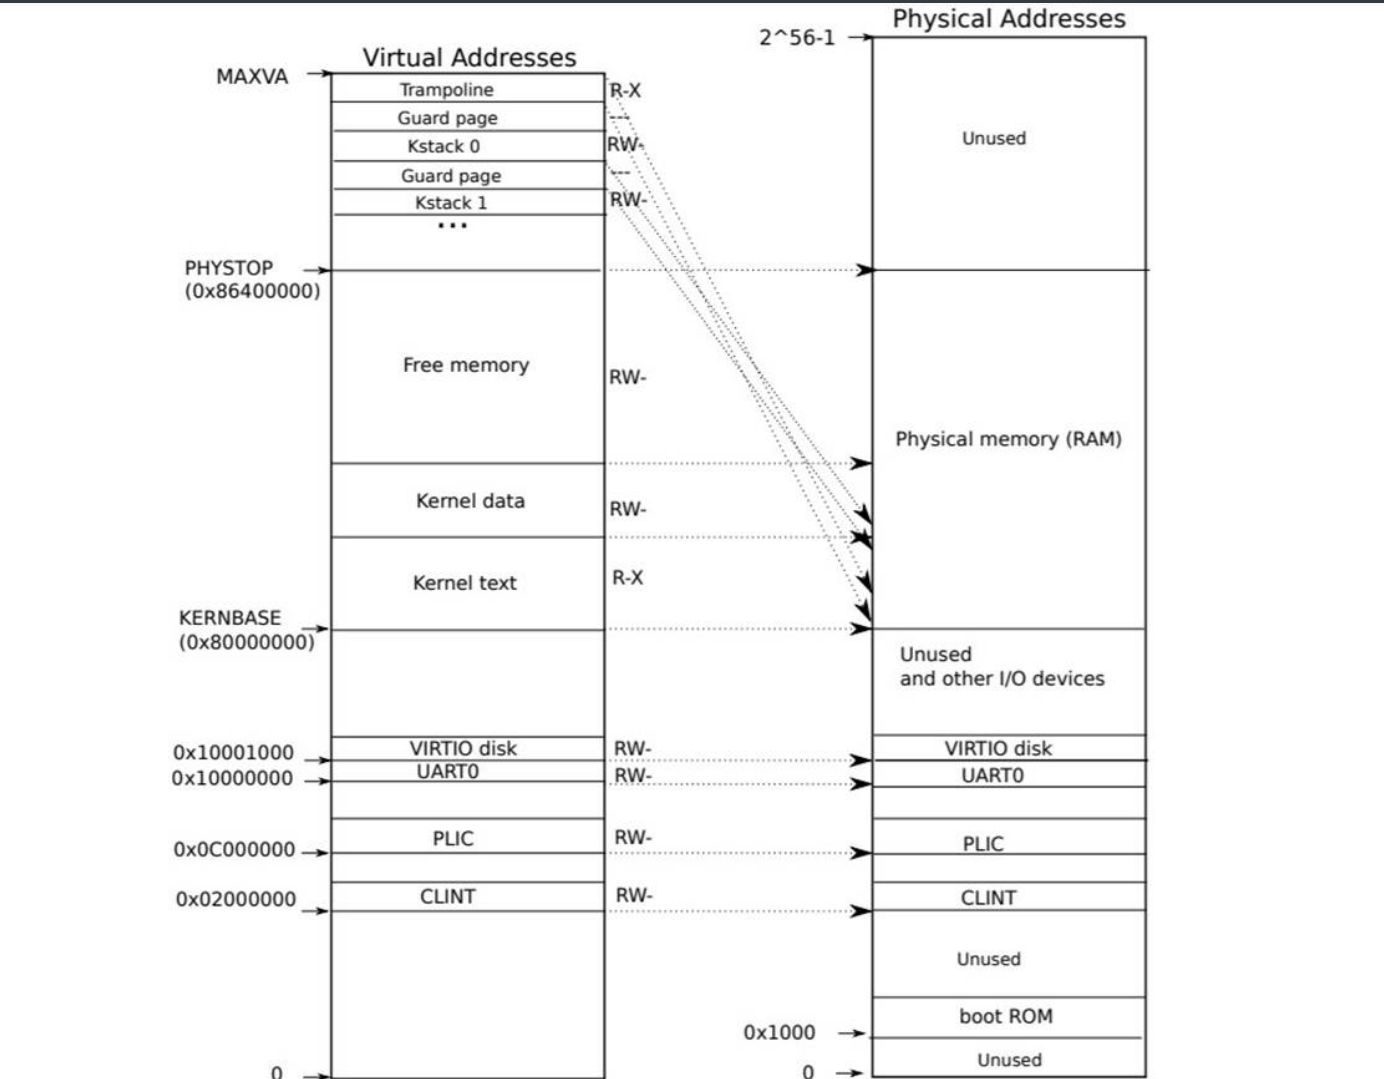 Physical Addresses
2^56-1
Virtual Addresses
MAXVA
Trampoline
R-X
Guard page
---
Unused
Kstack 0
RW-
Guard page
---
Kstack 1
RW-
...
PHYSTOP
(0x86400000)
Free memory
RW-
Physical memory (RAM)
Kernel data
RW-
Kernel text
R-X
KERNBASE
(0x80000000)
Unused
and other I/O devices
0x10001000
VIRTIO disk
RW-
VIRTIO disk
0x10000000
UART0
RW-
UART0
0x0C000000
PLIC
RW-
PLIC
0x02000000
CLINT
RW-
CLINT
Unused
boot ROM
0x1000
Unused
0
0